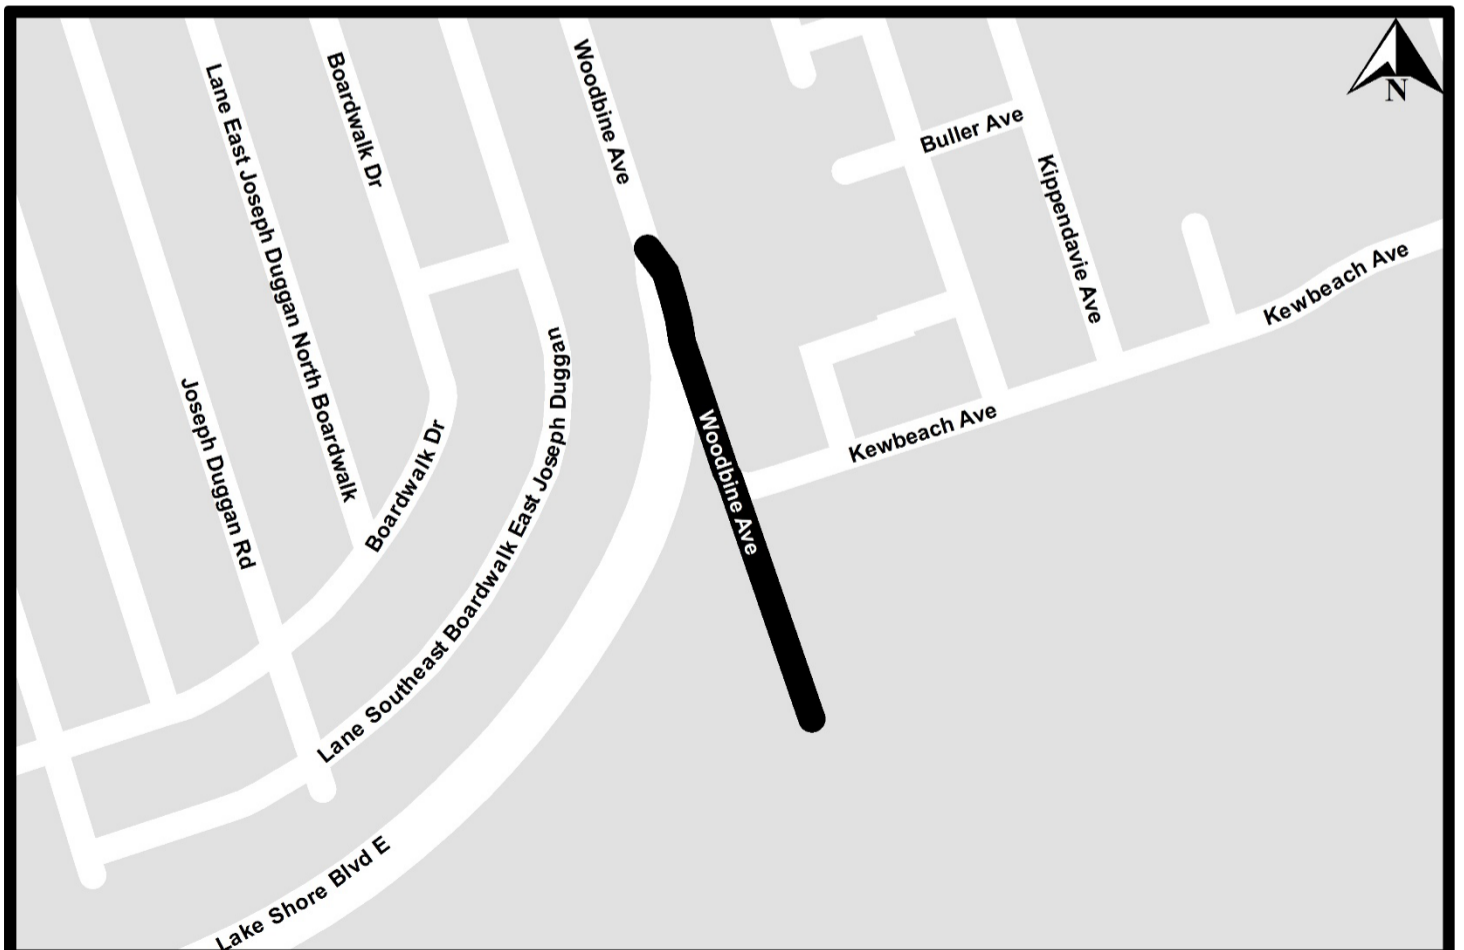 Woodbine Ave
Boardwalk Dr
Lane East Joseph Duggan North Boardwalk
N
Buller Ave
Kippendavie Ave
Kewbeach Ave
Lane Southeast Boardwalk East Joseph Duggan
Joseph Duggan Rd
Boardwalk Dr
Kewbeach Ave
Woodbine Ave
Lake Shore Blvd E